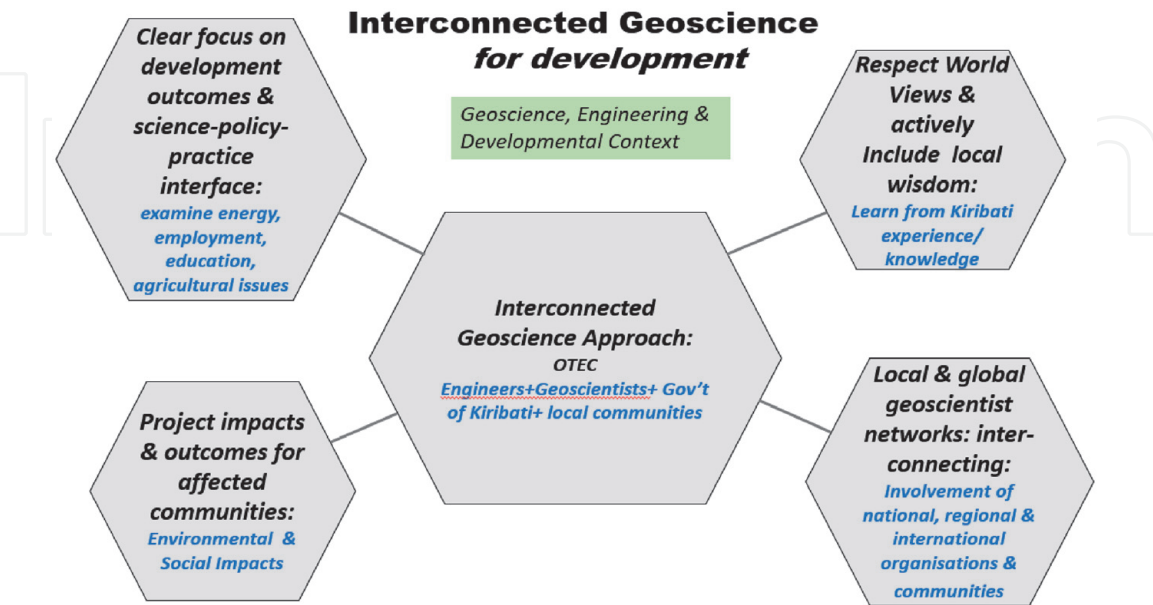 Interconnected Geoscience
for development
Geoscience, Engineering &
Developmental Context
Clear focus on
development
outcomes &
science-policy-
practice
interface:
examine energy,
employment,
education,
agricultural issues
Respect World
Views &
actively
Include local
wisdom:
Learn from Kiribati
experience/
knowledge
Interconnected
Geoscience Approach:
OTEC
Engineers+Geoscientists+ Gov't
of Kiribati+ local communities
Project impacts
& outcomes for
affected
communities:
Environmental &
Social Impacts
Local & global
geoscientist
networks: inter-
connecting:
Involvement of
national, regional &
international
organisations &
communities